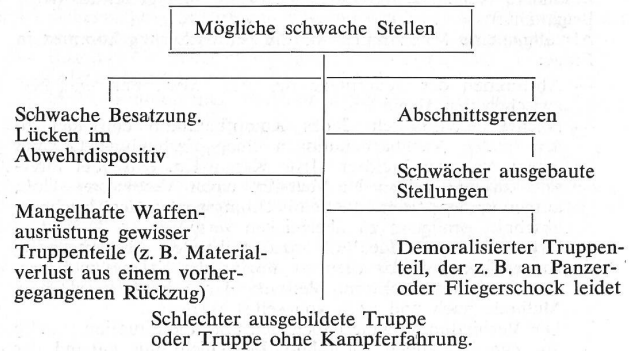 Mögliche schwache Stellen
Schwache Besatzung.
Lücken im
Abwehrdispositiv
Abschnittsgrenzen
Schwächer ausgebaute
Stellungen
Mangelhafte Waffen-
ausrüstung gewisser
Truppenteile (z. B. Material-
verlust aus einem vorher-
gegangenen Rückzug)
Demoralisierter Truppen-
teil, der z. B. an Panzer-
oder Fliegerschock leidet
Schlechter ausgebildete Truppe
oder Truppe ohne Kampferfahrung.